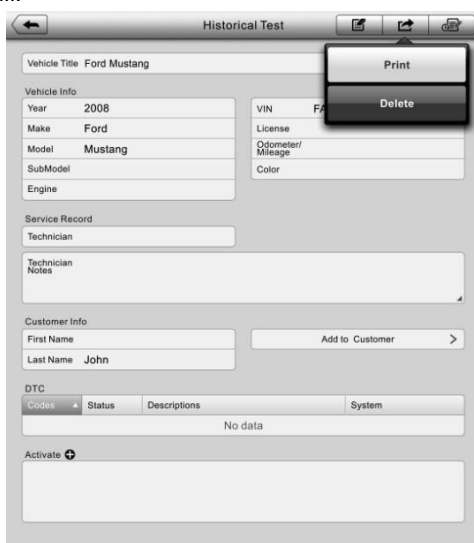 Historical Test
Print
Delete
Vehicle Title Ford Mustang
Vehicle Info
Year 2008
VIN FA
Make Ford
License
Model Mustang
Odometer/
Mileage
SubModel
Color
Engine
Service Record
Technician
Technician
Notes
Customer Info
First Name
Add to Customer
Last Name John
DTC
Codes Status Descriptions System
No data
Activate